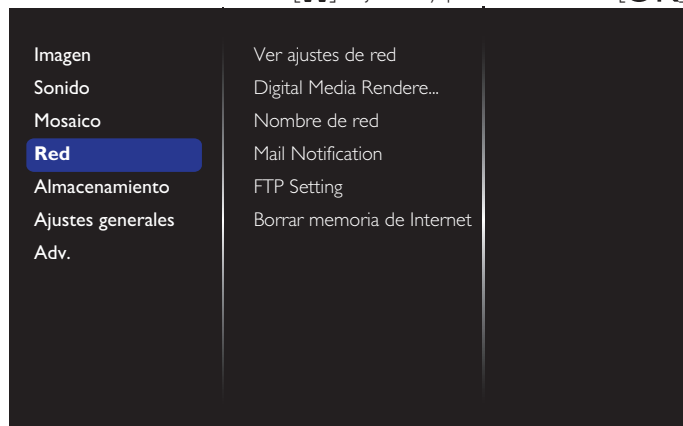 Imagen
Sonido
Mosaico
Red
Almacenamiento
Ajustes generales
Adv.
Ver ajustes de red
Digital Media Rendere...
Nombre de red
Mail Notification
FTP Setting
Borrar memoria de Internet